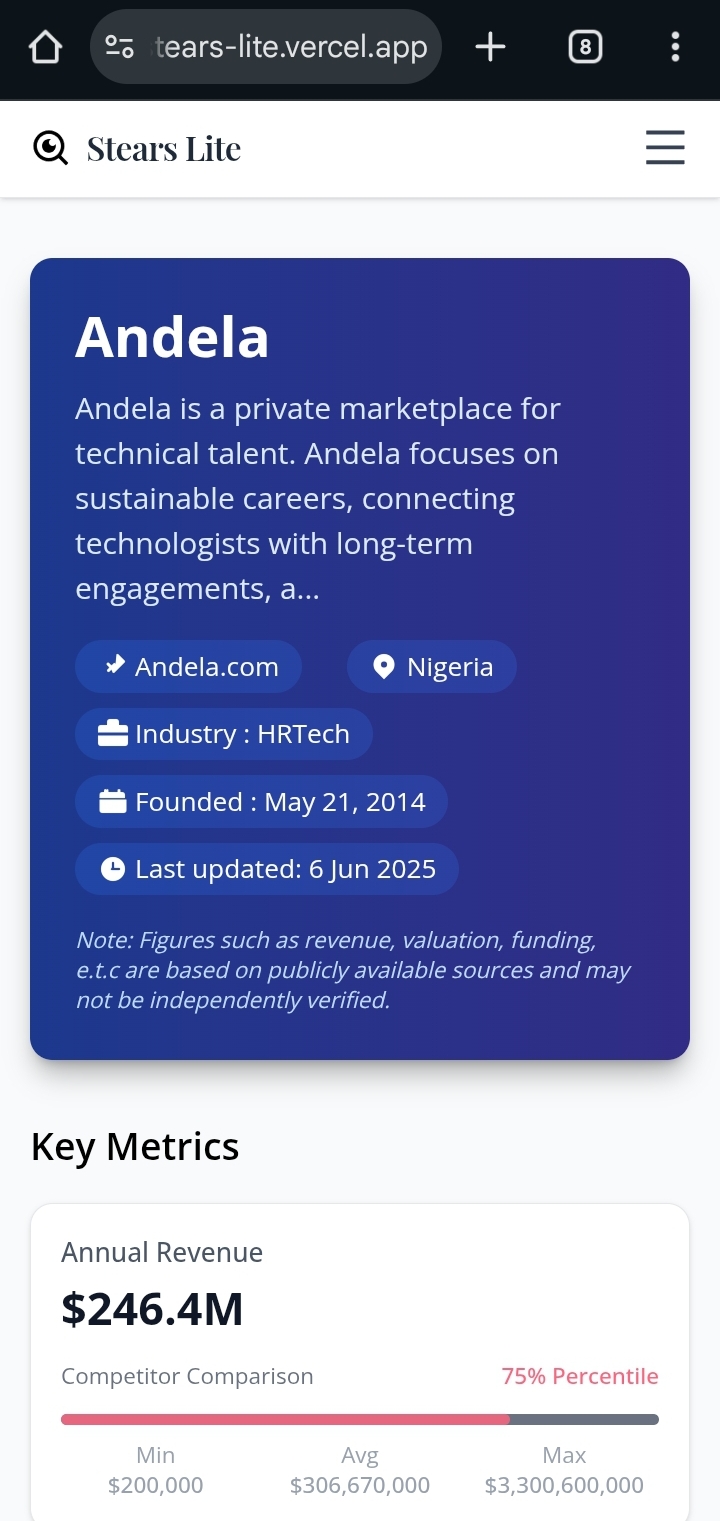 tears-lite.vercel.app
8
Stears Lite
Andela
Andela is a private marketplace for
technical talent. Andela focuses on
sustainable careers, connecting
technologists with long-term
engagements, a...
Andela.com
Nigeria
Industry : HRTech
Founded : May 21, 2014
Last updated: 6 Jun 2025
Note: Figures such as revenue, valuation, funding,
e.t.c are based on publicly available sources and may
not be independently verified.
Key Metrics
Annual Revenue
$246.4M
Competitor Comparison
75% Percentile
Min
Avg
Max
$200,000
$306,670,000
$3,300,600,000